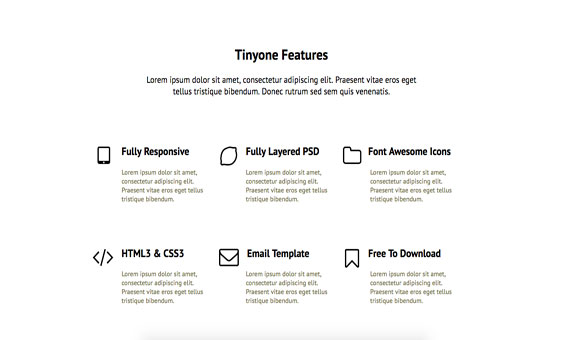 Tinyone Features
Lorem ipsum dolor sit amet, consectetur adipiscing elit. Praesent vitae eros eget
tellus tristique bibendum. Donec rutrum sed sem quis venenatis.
Fully Responsive
Lorem ipsum dolor sit amet,
consectetur adipiscing elit.
Praesent vitae eros eget tellus
tristique bibendum.
Fully Layered PSD
Lorem ipsum dolor sit amet,
consectetur adipiscing elit.
Praesent vitae eros eget tellus
tristique bibendum.
Font Awesome Icons
Lorem ipsum dolor sit amet,
consectetur adipiscing elit.
Praesent vitae eros eget tellus
tristique bibendum.
HTML3 & CSS3
Lorem ipsum dolor sit amet,
consectetur adipiscing elit.
Praesent vitae eros eget tellus
tristique bibendum.
Email Template
Lorem ipsum dolor sit amet,
consectetur adipiscing elit.
Praesent vitae eros eget tellus
tristique bibendum.
Free To Download
Lorem ipsum dolor sit amet,
consectetur adipiscing elit.
Praesent vitae eros eget tellus
tristique bibendum.